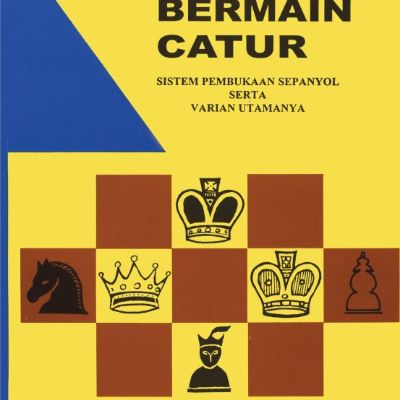 BERMAIN
CATUR
SISTEM PEMBUKAAN SEPANYOL
SERTA
VARIAN UTAMANYA